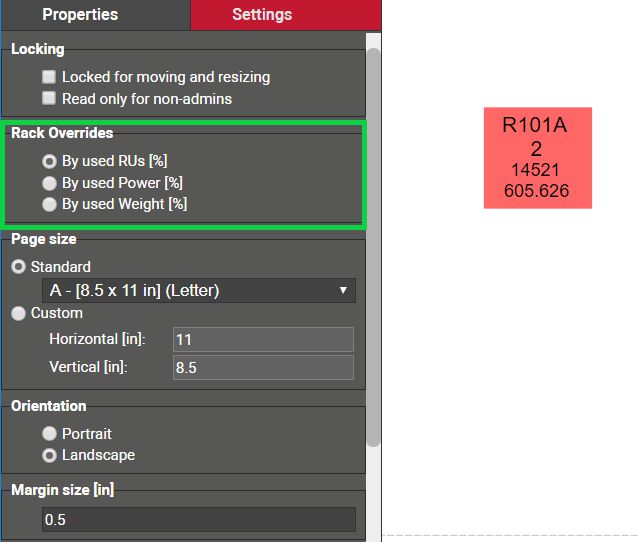 Properties
Settings
Locking
Locked for moving and resizing
Read only for non-admins
Rack Overrides
By used RUs [%]
By used Power [%]
By used Weight [%]
Page size
Standard
A - [8.5 x 11 in] (Letter)
Custom
Horizontal [in]: 11
Vertical [in]: 8.5
Orientation
Portrait
Landscape
Margin size [in]
0.5
R101A
2
14521
605.626